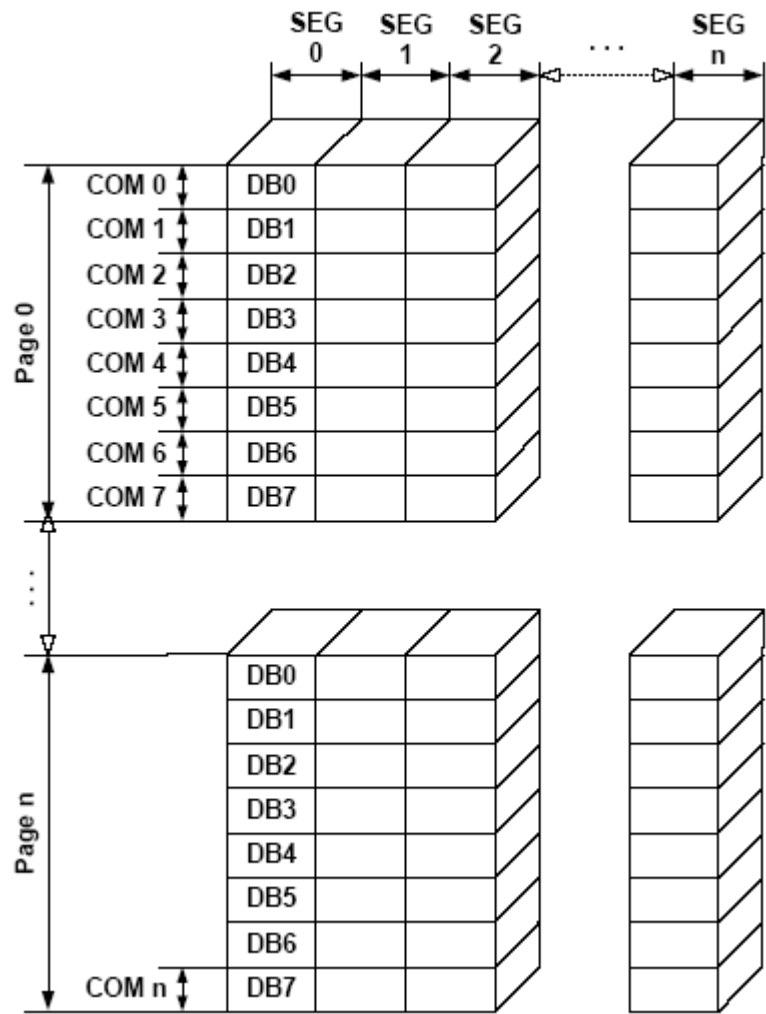 SEG SEG SEG SEG
0 1 2 . . . n
COM 0 DB0
COM 1 DB1
COM 2 DB2
COM 3 DB3
COM 4 DB4
COM 5 DB5
COM 6 DB6
COM 7 DB7
Page 0
. . .
DB0
DB1
DB2
DB3
DB4
DB5
DB6
COM n DB7
Page n